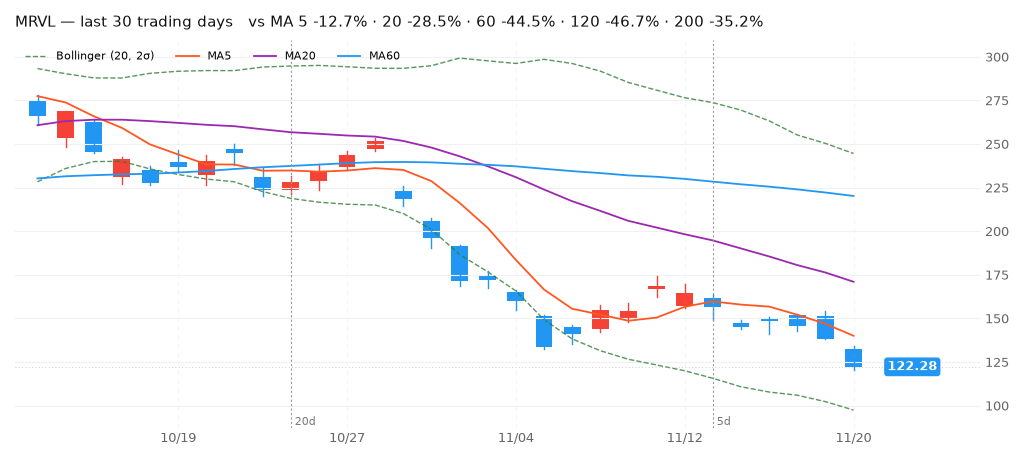 MRVL — last 30 trading days   vs MA 5 -12.7% · 20 -28.5% · 60 -44.5% · 120 -46.7% · 200 -35.2%
Bollinger (20, 2σ)   MA5   MA20   MA60
300
275
250
225
200
175
150
125
100
122.28
20d
5d
10/19   10/27   11/04   11/12   11/20